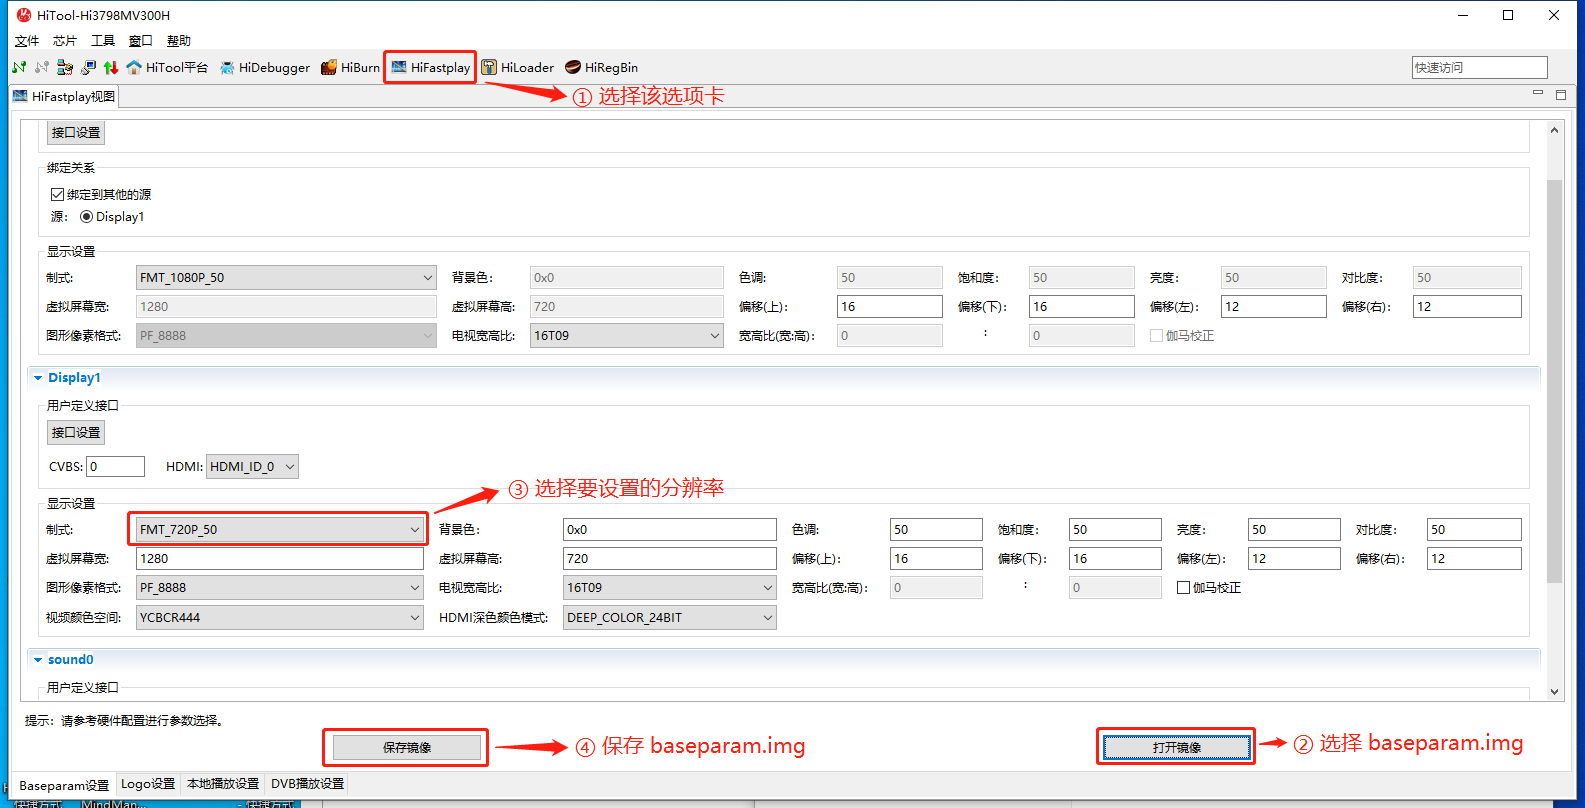 HiTool-Hi3798MV300H
文件 芯片 工具 窗口 帮助
HiTool平台 HiDebugger HiBurn HiFastplay HiLoader HiRegBin 快速访问
① 选择该选项卡
HiFastplay视图
接口设置
绑定关系
绑定到其他的源
源: Display1
显示设置
制式: FMT_1080P_50 背景色: 0x0 色调: 50 饱和度: 50 亮度: 50 对比度: 50
虚拟屏幕宽: 1280 虚拟屏幕高: 720 偏移(上): 16 偏移(下): 16 偏移(左): 12 偏移(右): 12
图形像素格式: PF_8888 电视宽高比: 16T09 宽高比(宽:高): 0 : 0 伽马校正
Display1
用户定义接口
接口设置
CVBS: 0 HDMI: HDMI_ID_0
③ 选择要设置的分辨率
显示设置
制式: FMT_720P_50 背景色: 0x0 色调: 50 饱和度: 50 亮度: 50 对比度: 50
虚拟屏幕宽: 1280 虚拟屏幕高: 720 偏移(上): 16 偏移(下): 16 偏移(左): 12 偏移(右): 12
图形像素格式: PF_8888 电视宽高比: 16T09 宽高比(宽:高): 0 : 0 伽马校正
视频颜色空间: YCBCR444 HDMI深色颜色模式: DEEP_COLOR_24BIT
sound0
用户定义接口
提示: 请参考硬件配置进行参数选择。
保存镜像 ④ 保存 baseparam.img 打开镜像 ② 选择 baseparam.img
Baseparam设置 Logo设置 本地播放设置 DVB播放设置
快捷方式 MindMan... - 快捷方式